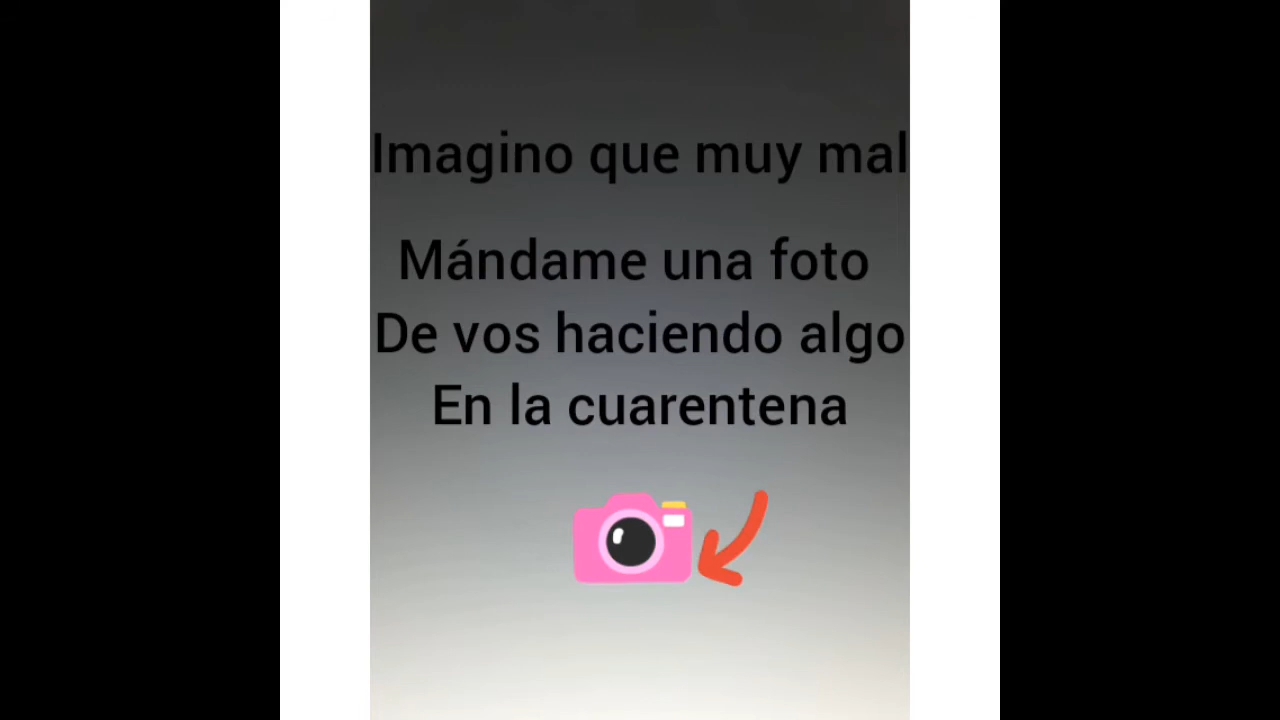 Imagino que muy mal
Mándame una foto
De vos haciendo algo
En la cuarentena